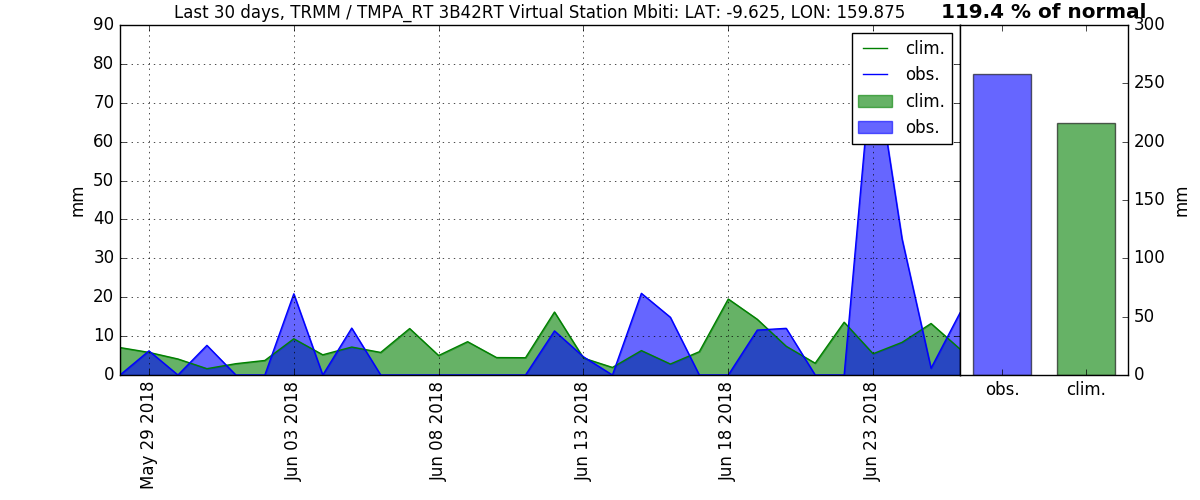 Last 30 days, TRMM / TMPA_RT 3B42RT Virtual Station Mbiti: LAT: -9.625, LON: 159.875
119.4 % of normal
90
80
70
60
50
40
30
20
10
0
mm
clim.
obs.
clim.
obs.
May 29 2018
Jun 03 2018
Jun 08 2018
Jun 13 2018
Jun 18 2018
Jun 23 2018
300
250
200
150
100
50
0
mm
obs.
clim.